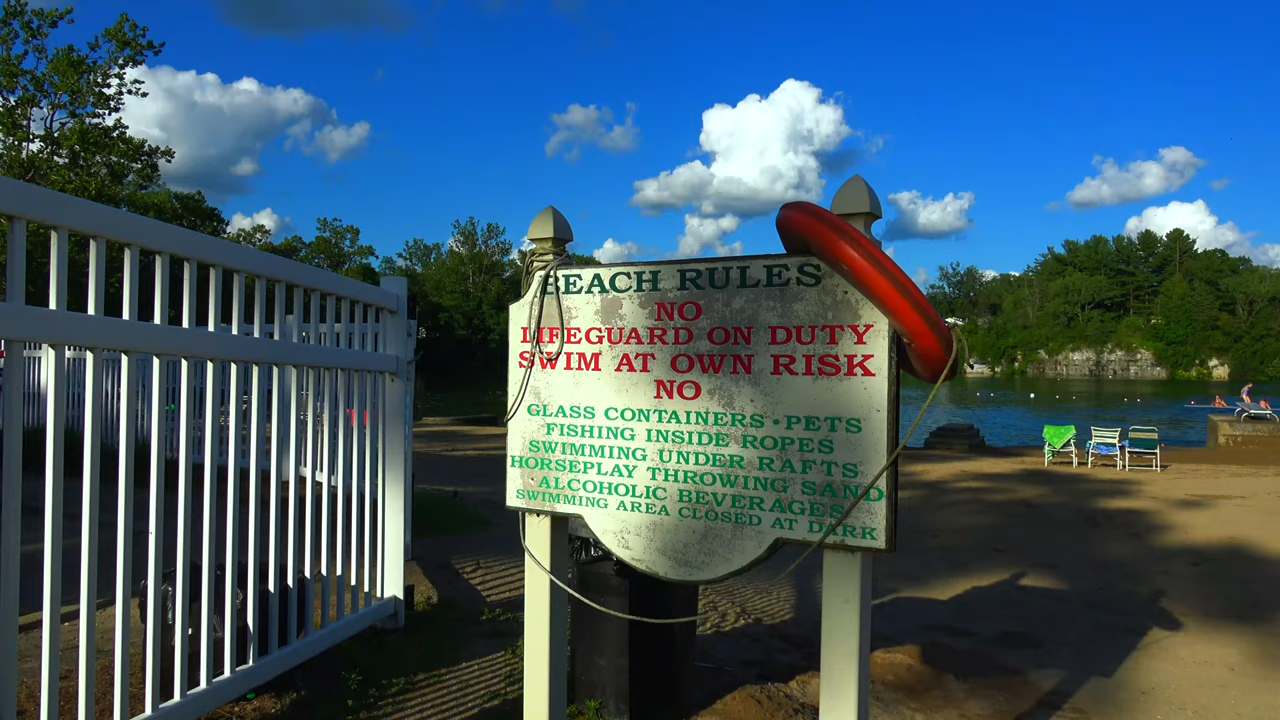 BEACH RULES
NO
LIFEGUARD ON DUTY
SWIM AT OWN RISK
NO
GLASS CONTAINERS • PETS
FISHING INSIDE ROPES
SWIMMING UNDER RAFTS
HORSEPLAY THROWING SAND
ALCOHOLIC BEVERAGES
SWIMMING AREA CLOSED AT DARK